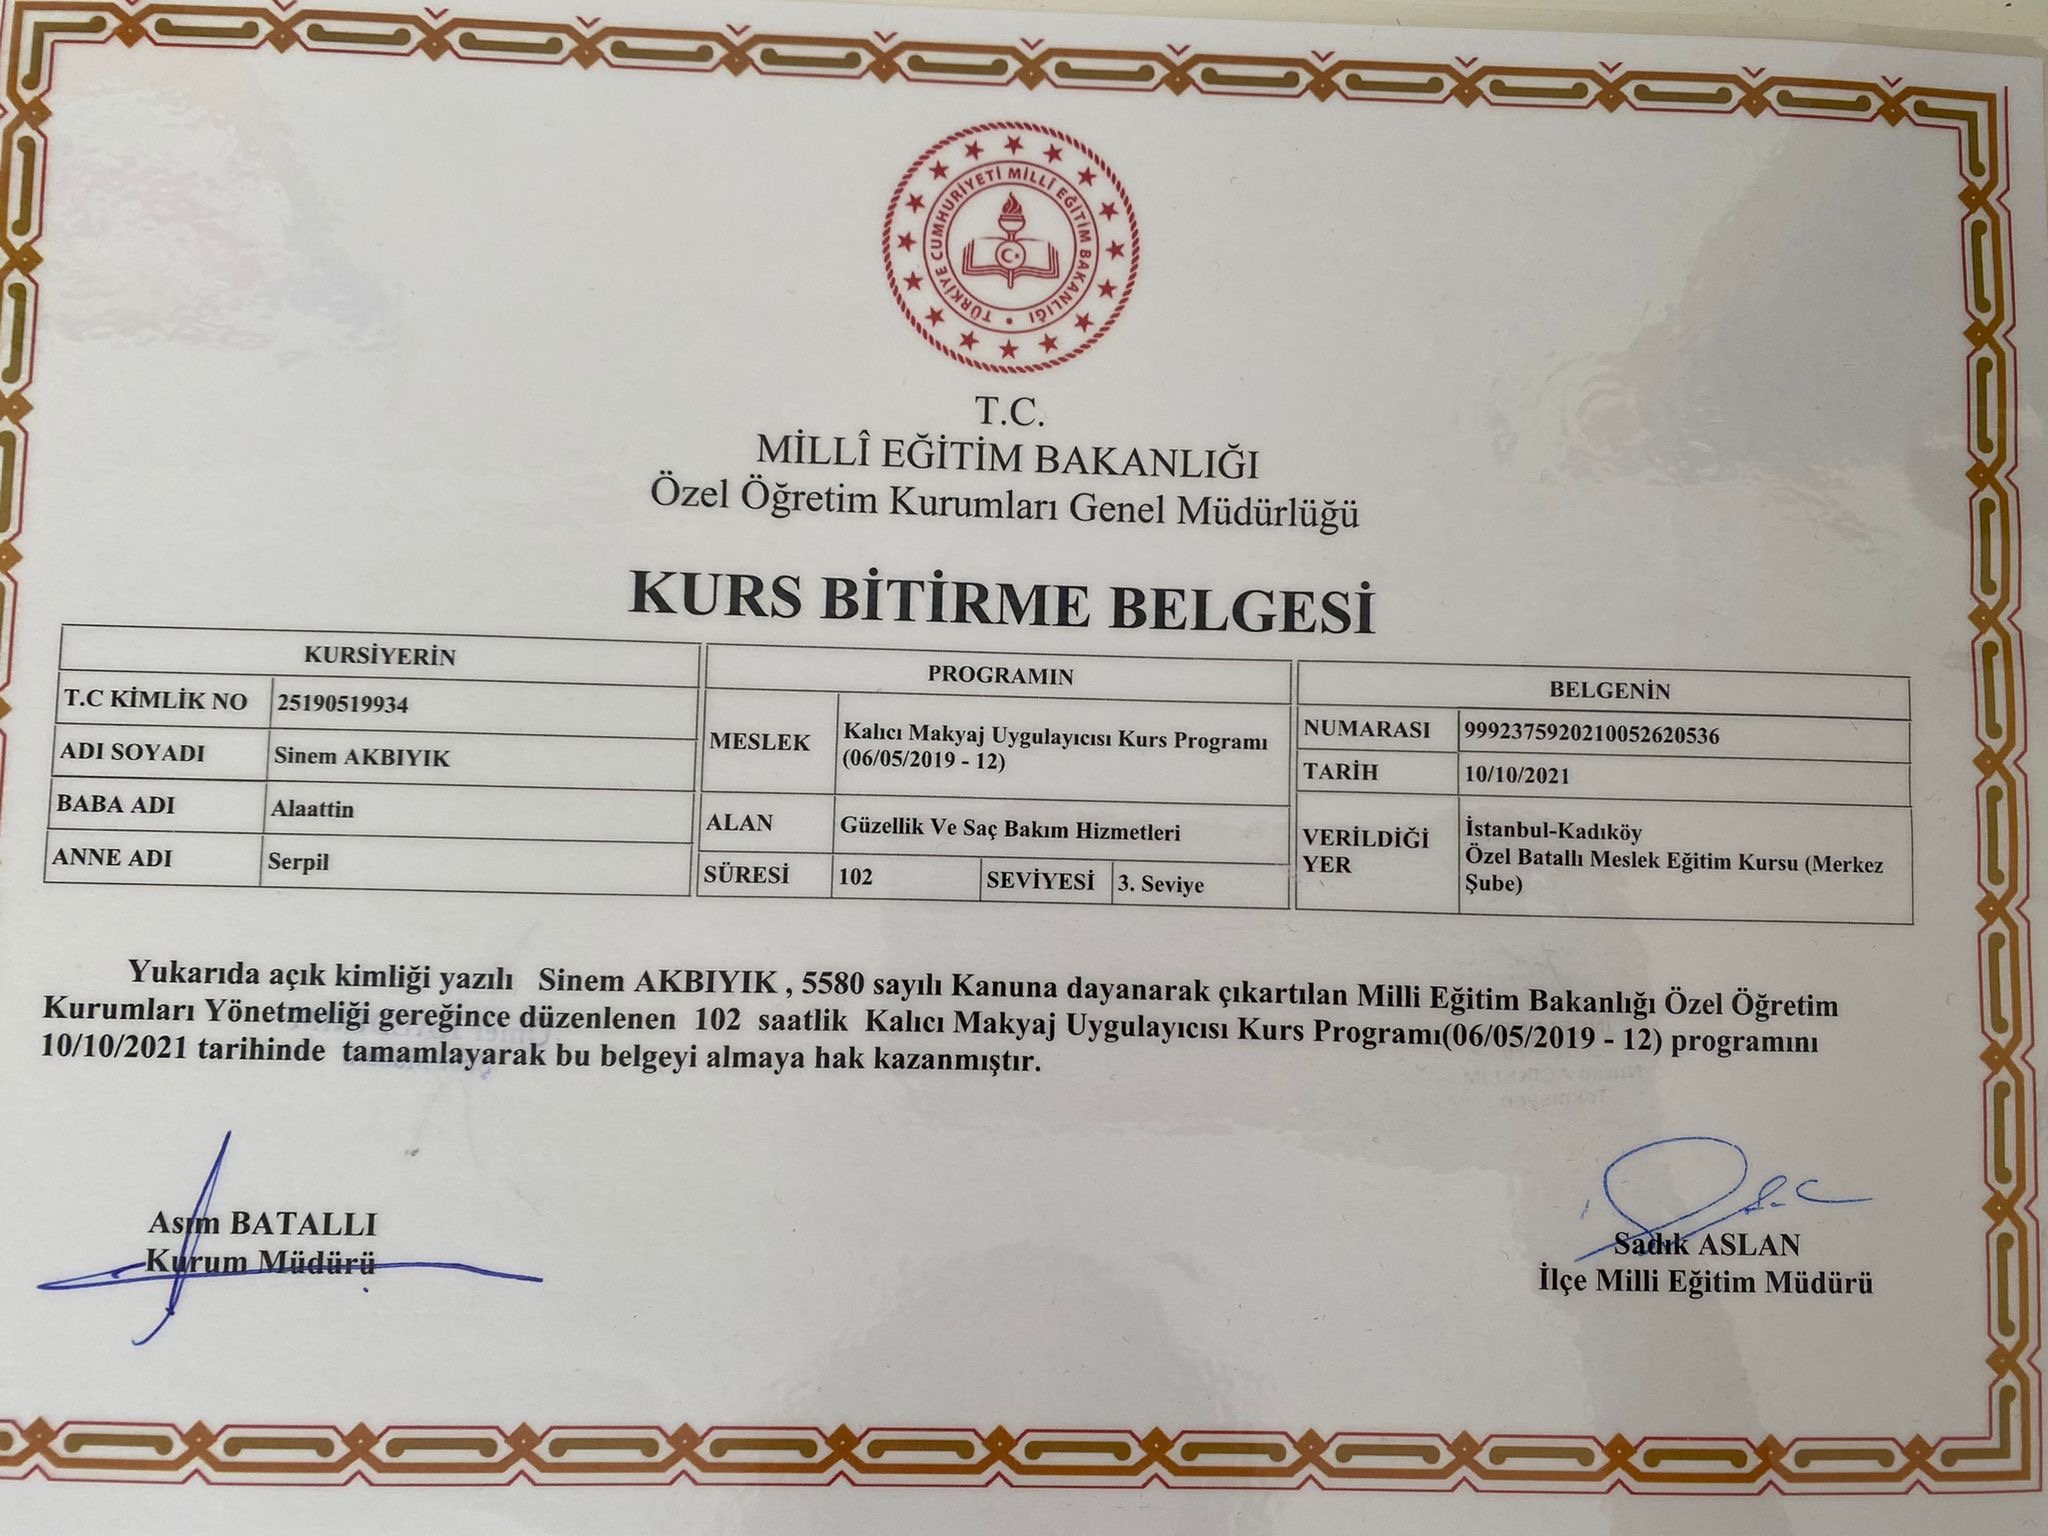 TÜRKİYE CUMHURİYETİ MİLLÎ EĞİTİM BAKANLIĞI
T.C.
MİLLÎ EĞİTİM BAKANLIĞI
Özel Öğretim Kurumları Genel Müdürlüğü
KURS BİTİRME BELGESİ
KURSİYERİN
T.C KİMLİK NO 25190519934
ADI SOYADI Sinem AKBIYIK
BABA ADI Alaattin
ANNE ADI Serpil
PROGRAMIN
MESLEK Kalıcı Makyaj Uygulayıcısı Kurs Programı
(06/05/2019 - 12)
ALAN Güzellik Ve Saç Bakım Hizmetleri
SÜRESİ 102 SEVİYESİ 3. Seviye
BELGENİN
NUMARASI 9992375920210052620536
TARİH 10/10/2021
VERİLDİĞİ YER İstanbul-Kadıköy
Özel Batallı Meslek Eğitim Kursu (Merkez
Şube)
Yukarıda açık kimliği yazılı Sinem AKBIYIK , 5580 sayılı Kanuna dayanarak çıkartılan Milli Eğitim Bakanlığı Özel Öğretim
Kurumları Yönetmeliği gereğince düzenlenen 102 saatlik Kalıcı Makyaj Uygulayıcısı Kurs Programı(06/05/2019 - 12) programını
10/10/2021 tarihinde tamamlayarak bu belgeyi almaya hak kazanmıştır.
Asım BATALLI
Kurum Müdürü
Sadık ASLAN
İlçe Milli Eğitim Müdürü